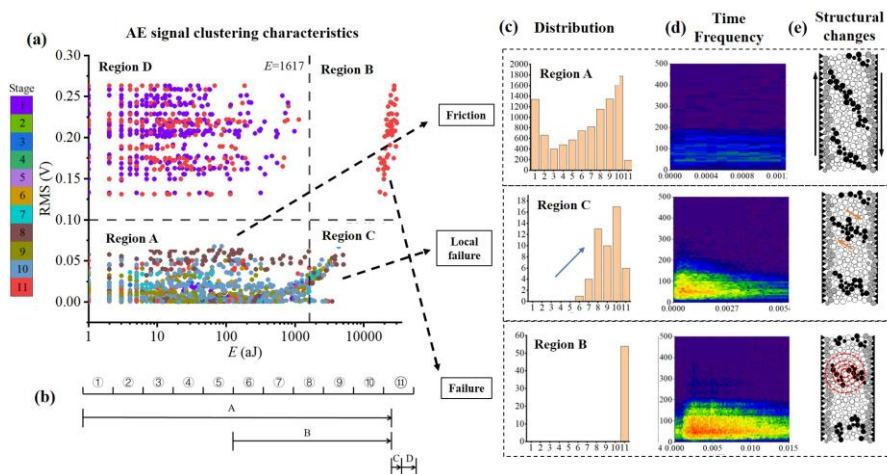 AE signal clustering characteristics
(a)
Region D
E=1617
Region B
Stage
1
2
3
4
5
6
7
8
9
10
11
RMS (V)
0.30
0.25
0.20
0.15
0.10
0.05
0.00
Region A
Region C
1 10 100 1000 10000
E (aJ)
Friction
Local
failure
Failure
(b)
① ② ③ ④ ⑤ ⑥ ⑦ ⑧ ⑨ ⑩ ⑪
A
B
C D
(c) Distribution
Region A
2000
1800
1600
1400
1200
1000
800
600
400
200
0
1 2 3 4 5 6 7 8 9 10 11
Region C
18
16
14
12
10
8
6
4
2
0
1 2 3 4 5 6 7 8 9 10 11
Region B
60
50
40
30
20
10
0
1 2 3 4 5 6 7 8 9 10 11
(d) Time
Frequency
500
400
300
200
100
0
0.0000 0.0004 0.0008 0.001
500
400
300
200
100
0
0.0000 0.0027 0.005
500
400
300
200
100
4 0.000 0.005 0.010 0.015
(e) Structural
changes